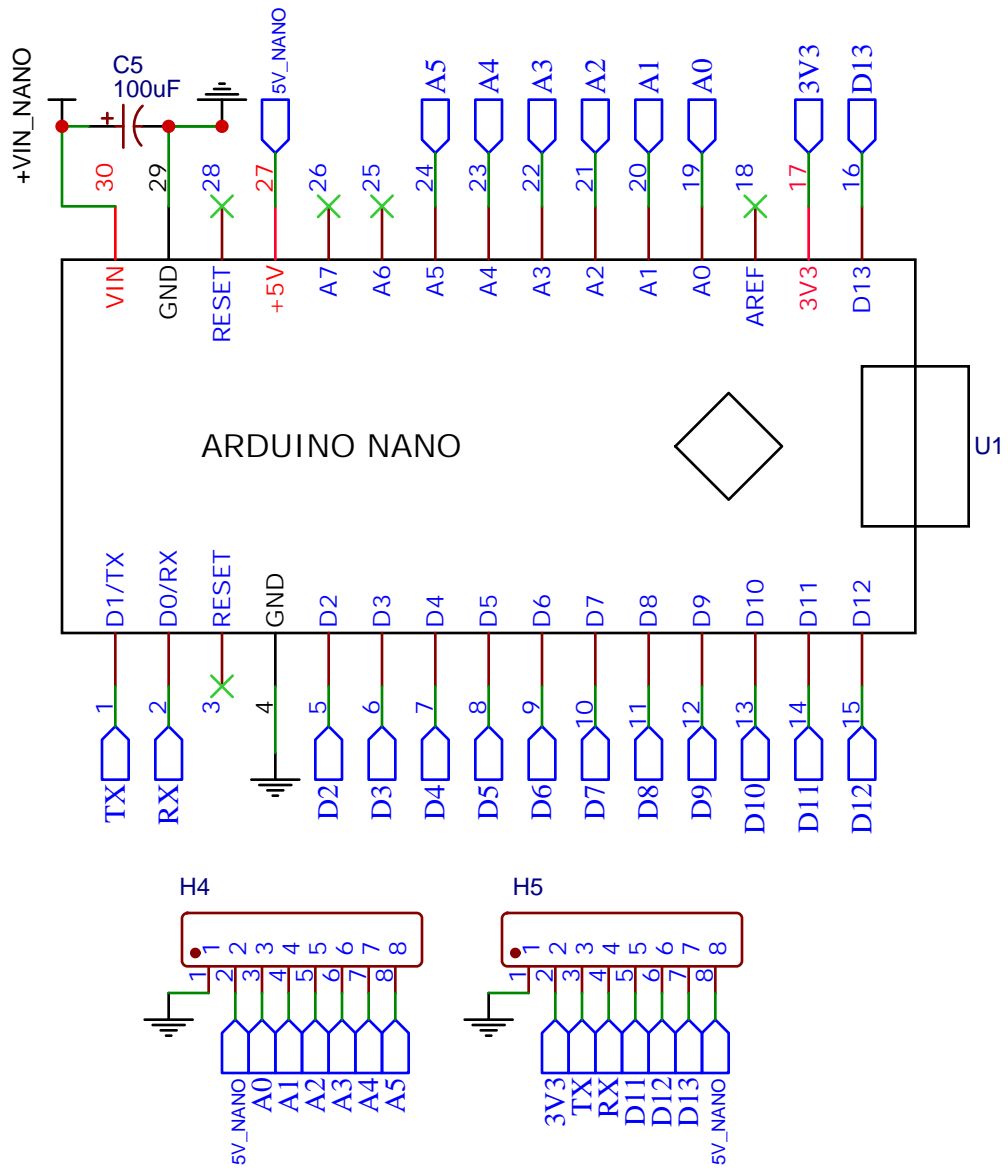 +VIN_NANO
C5
100uF
5V_NANO
A5 A4 A3 A2 A1 A0 3V3 D13
30 29 28 27 26 25 24 23 22 21 20 19 18 17 16
VIN GND RESET +5V A7 A6 A5 A4 A3 A2 A1 A0 AREF 3V3 D13
ARDUINO NANO
U1
D1/TX D0/RX RESET GND D2 D3 D4 D5 D6 D7 D8 D9 D10 D11 D12
1 2 3 4 5 6 7 8 9 10 11 12 13 14 15
TX RX D2 D3 D4 D5 D6 D7 D8 D9 D10 D11 D12
H4
1 2 3 4 5 6 7 8
1 2 3 4 5 6 7 8
5V_NANO A0 A1 A2 A3 A4 A5
H5
1 2 3 4 5 6 7 8
1 2 3 4 5 6 7 8
3V3 TX RX D11 D12 D13 5V_NANO